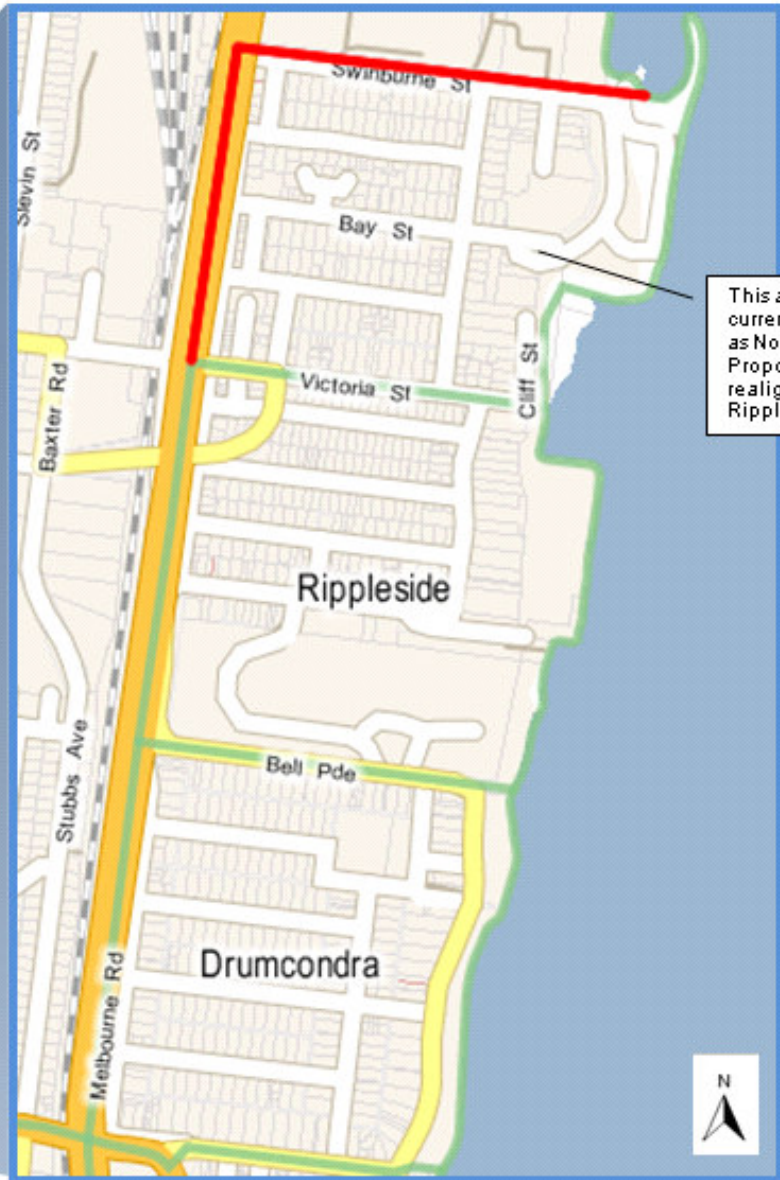 Swinburne St
Slevin St
Bay St
This a
curren
as No
Propo
realig
Rippl
Baxter Rd
Victoria St
Cliff St
Rippleside
Stubbs Ave
Bell Pde
Drumcondra
Melbourne Rd
N